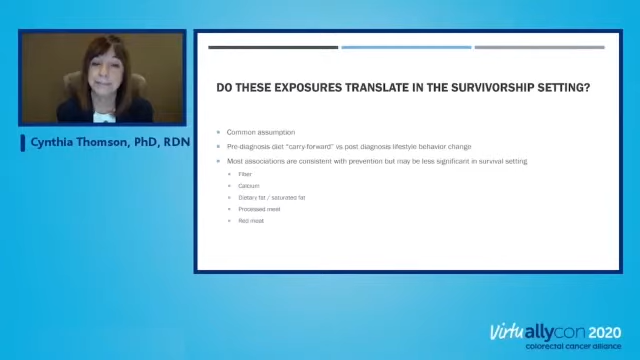 DO THESE EXPOSURES TRANSLATE IN THE SURVIVORSHIP SETTING?
Common assumption
Pre-diagnosis diet "carry-forward" vs post diagnosis lifestyle behavior change
Most associations are consistent with prevention but may be less significant in survival setting
Fiber
Calcium
Dietary fat / saturated fat
Processed meat
Red meat
Cynthia Thomson, PhD, RDN
Virtuallycon 2020
colorectal cancer alliance